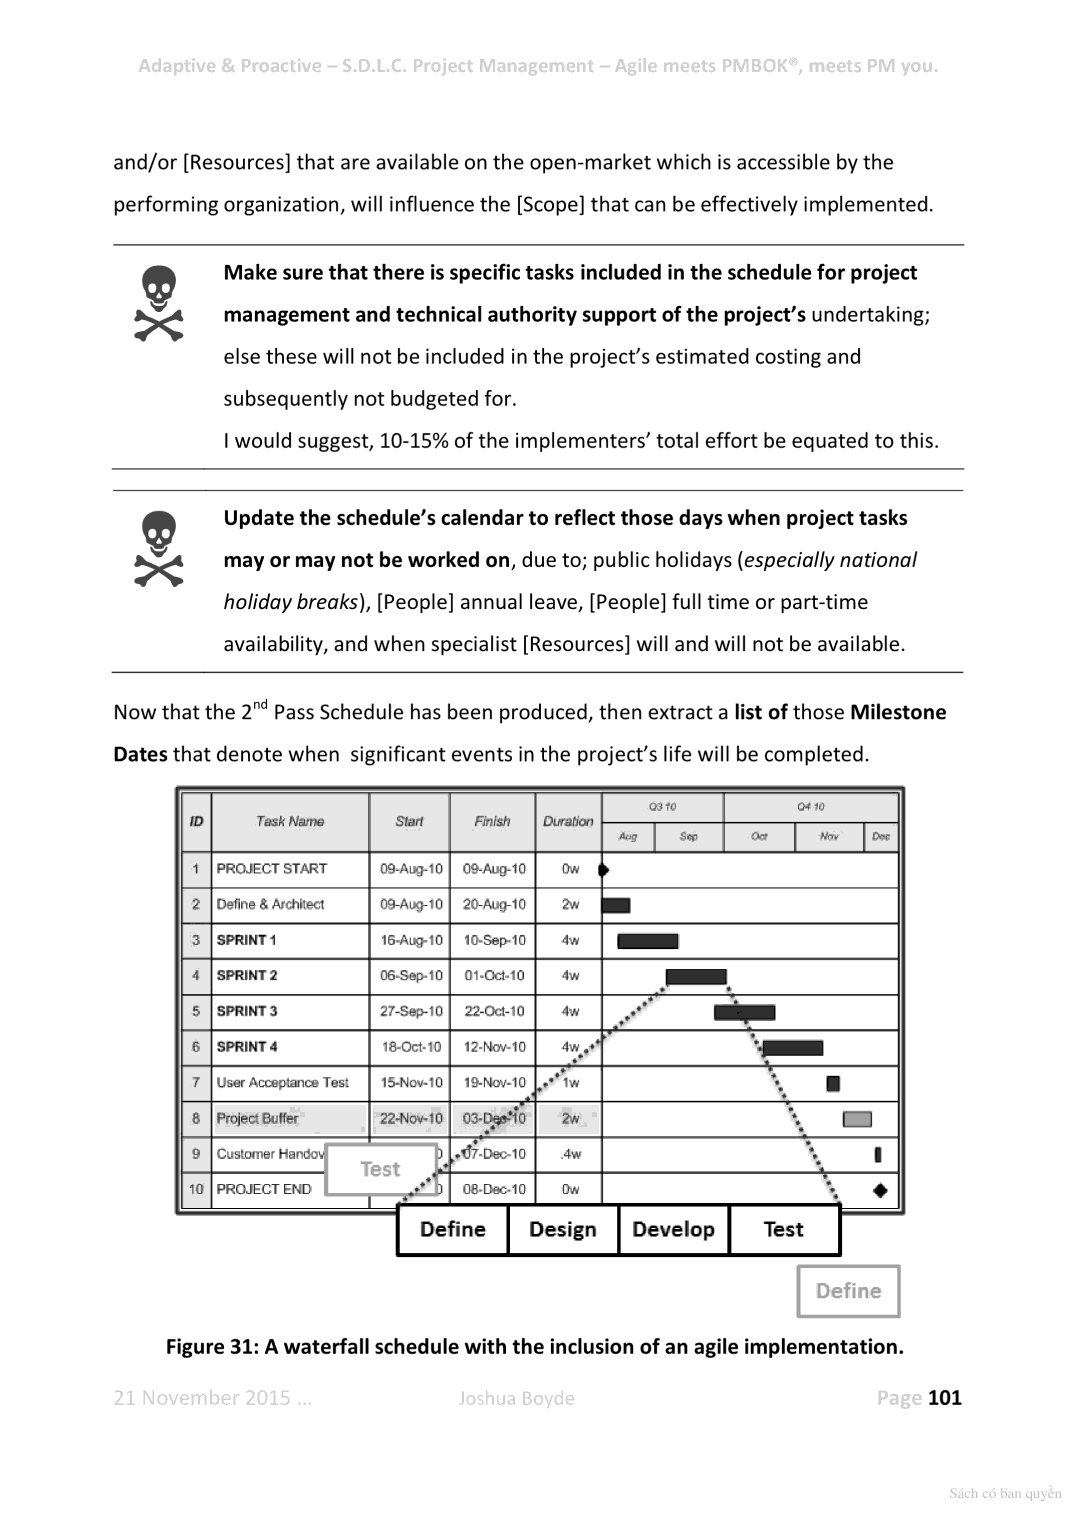 Adaptive & Proactive – S.D.L.C. Project Management – Agile meets PMBOK®, meets PM you.
and/or [Resources] that are available on the open-market which is accessible by the
performing organization, will influence the [Scope] that can be effectively implemented.
Make sure that there is specific tasks included in the schedule for project
management and technical authority support of the project’s undertaking;
else these will not be included in the project’s estimated costing and
subsequently not budgeted for.
I would suggest, 10-15% of the implementers’ total effort be equated to this.
Update the schedule’s calendar to reflect those days when project tasks
may or may not be worked on, due to; public holidays (especially national
holiday breaks), [People] annual leave, [People] full time or part-time
availability, and when specialist [Resources] will and will not be available.
Now that the 2nd Pass Schedule has been produced, then extract a list of those Milestone
Dates that denote when significant events in the project’s life will be completed.
ID Task Name Start Finish Duration Q3 10 Q4 10
Aug Sep Oct Nov Dec
1 PROJECT START 09-Aug-10 09-Aug-10 0w
2 Define & Architect 09-Aug-10 20-Aug-10 2w
3 SPRINT 1 16-Aug-10 10-Sep-10 4w
4 SPRINT 2 06-Sep-10 01-Oct-10 4w
5 SPRINT 3 27-Sep-10 22-Oct-10 4w
6 SPRINT 4 18-Oct-10 12-Nov-10 4w
7 User Acceptance Test 15-Nov-10 19-Nov-10 1w
8 Project Buffer 22-Nov-10 03-Dec-10 2w
9 Customer Handov 07-Dec-10 .4w
Test
10 PROJECT END 08-Dec-10 0w
Define Design Develop Test
Define
Figure 31: A waterfall schedule with the inclusion of an agile implementation.
21 November 2015 ... Joshua Boyde Page 101
Sách có bản quyền